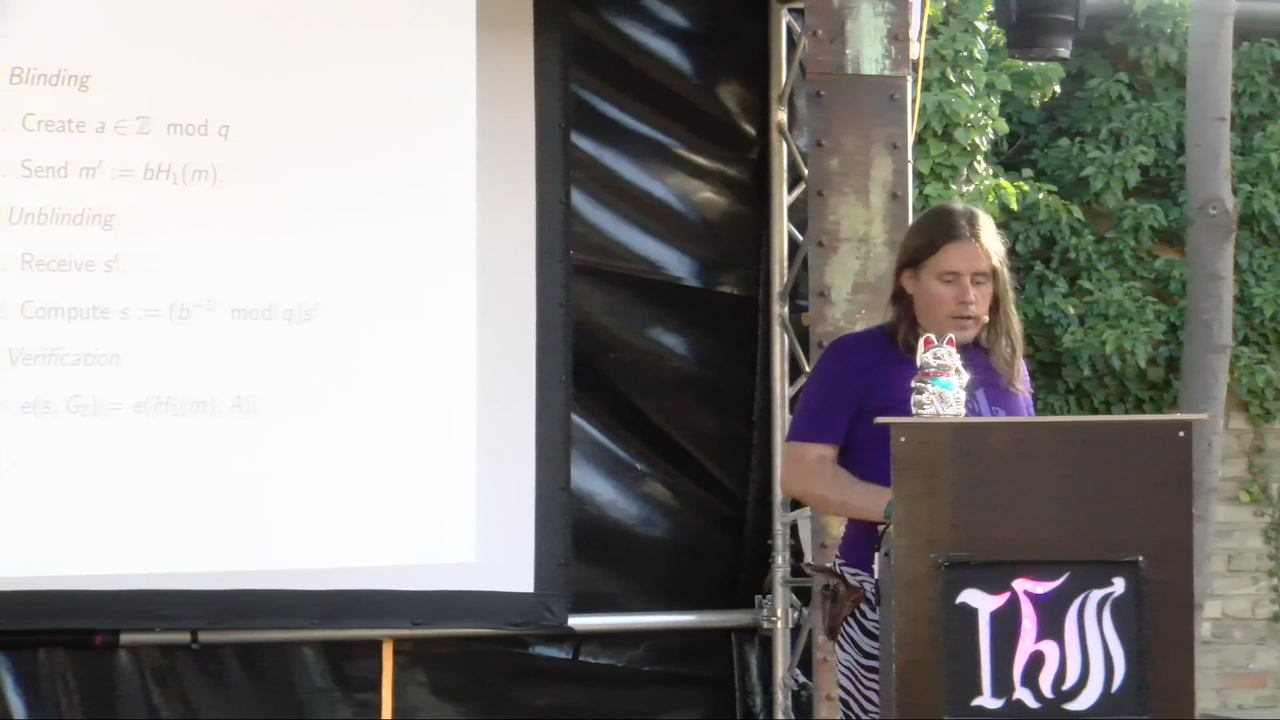 Blinding
Create a ∈ ℤ mod q
Send m′ := bH₁(m).
Unblinding
Receive s′.
Compute s := (b⁻¹ mod q)s′
Verification
e(s, G₂) = e(H₁(m), A)